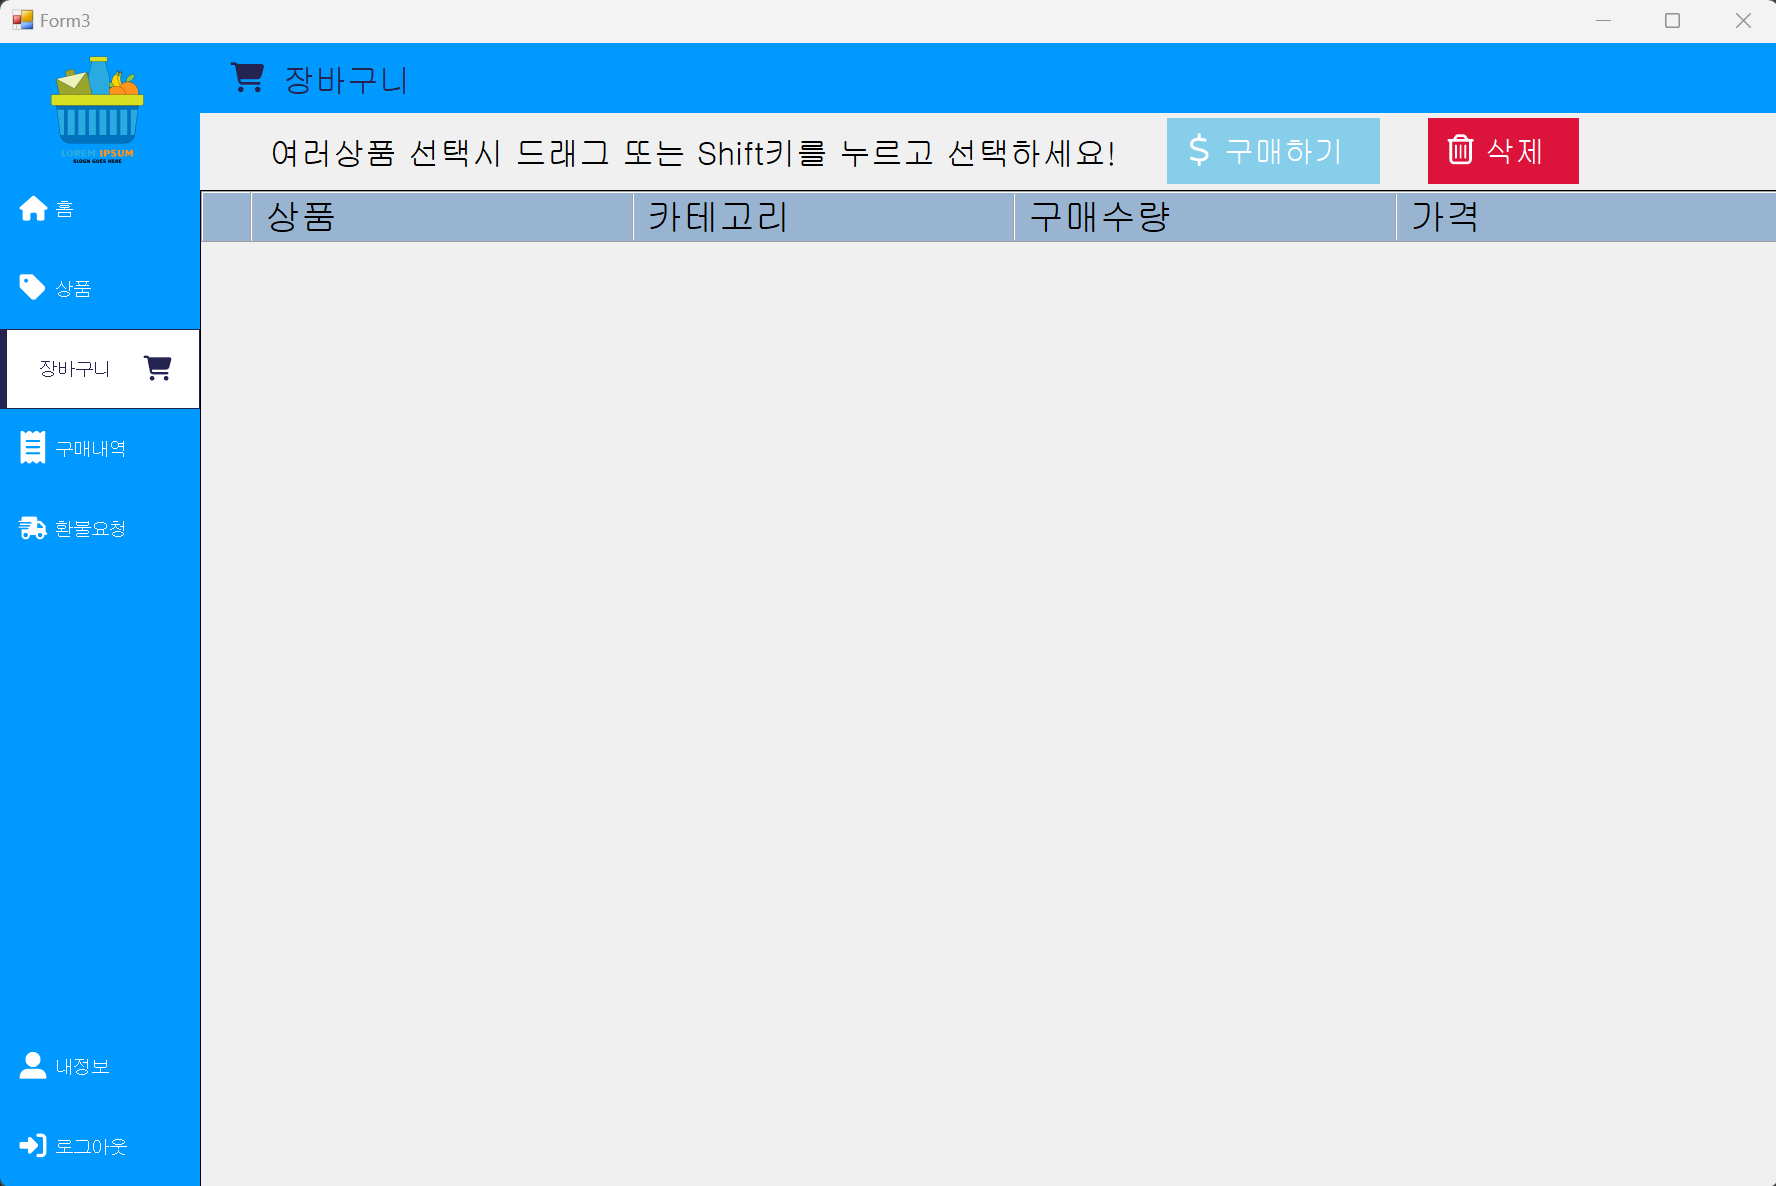 Form3
LOREM IPSUM
SLOGN GOES HERE
장바구니
여러상품 선택시 드래그 또는 Shift키를 누르고 선택하세요!
$ 구매하기
삭제
상품 카테고리 구매수량 가격
홈
상품
장바구니
구매내역
환불요청
내정보
로그아웃